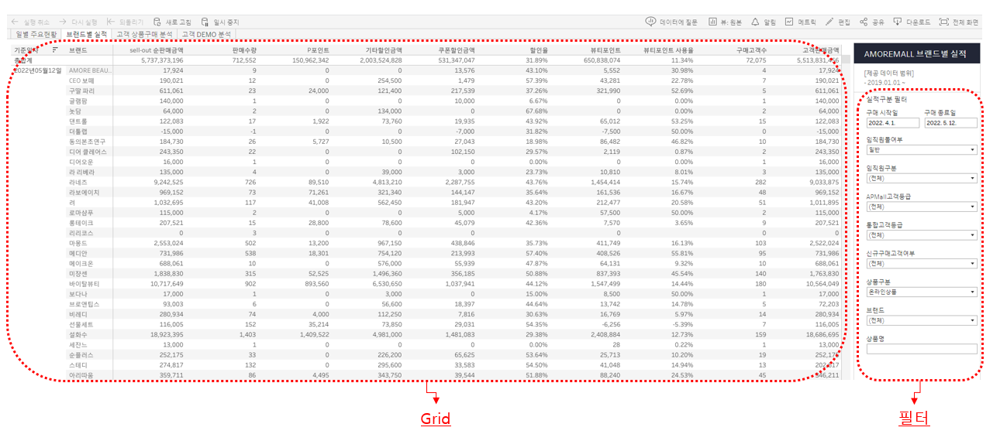 실행 취소 다시 실행 되돌리기 새로 고침 일시 중지 데이터에 질문 뷰: 원본 알림 메트릭 편집 공유 다운로드 전체 화면
일별 주요현황 브랜드별 실적 고객 상품구매 분석 고객 DEMO 분석
기준일자 브랜드 sell-out 순판매금액 판매수량 P포인트 기타할인금액 쿠폰할인금액 할인율 뷰티포인트 뷰티포인트 사용율 구매고객수 고객판매금액
총합계 5,737,373,196 712,552 150,962,342 2,003,524,828 531,347,047 31.89% 650,838,074 11.34% 72,075 5,513,831,456
2022년05월12일 AMORE BEAU.. 17,924 9 0 0 13,576 43.10% 5,552 30.98% 4 17,924
CEO 보떼 190,021 12 0 254,500 1,479 57.39% 43,281 22.78% 7 190,021
구딸 파리 611,061 23 24,000 121,400 217,539 37.26% 321,990 52.69% 5 611,061
글램팜 140,000 1 0 0 10,000 6.67% 0 0.00% 1 140,000
놋담 64,000 2 0 134,000 0 67.68% 0 0.00% 2 64,000
댄트롤 122,083 17 1,922 73,760 19,935 43.92% 65,012 53.25% 15 122,083
더툴랩 -15,000 -1 0 0 -7,000 31.82% -7,500 50.00% 0 -15,000
동의본초연구 184,730 26 5,727 10,500 27,043 18.98% 86,482 46.82% 10 184,730
디어 클레어스 243,350 22 0 0 102,150 29.57% 2,119 0.87% 2 243,350
디어오운 16,000 1 0 0 0 0.00% 0 0.00% 1 16,000
라 리베라 135,000 4 0 39,000 3,000 23.73% 10,810 8.01% 3 135,000
라네즈 9,242,525 726 89,510 4,813,210 2,287,755 43.76% 1,454,414 15.74% 282 9,033,875
라보에이치 969,152 73 71,261 321,340 144,147 35.64% 161,536 16.67% 48 969,152
려 1,032,695 117 41,008 562,450 181,947 43.20% 212,477 20.58% 51 1,011,895
로마샴푸 115,000 2 0 0 5,000 4.17% 57,500 50.00% 2 115,000
롱테이크 207,521 15 28,800 78,600 45,079 42.36% 7,570 3.65% 9 207,521
리리코스 0 3 0 0 0 0 0 0
마몽드 2,553,024 502 13,200 967,150 438,846 35.73% 411,749 16.13% 103 2,522,024
메디안 731,986 538 18,301 754,120 213,993 57.40% 408,526 55.81% 95 731,986
메이크온 688,061 10 0 576,000 55,939 47.87% 64,131 9.32% 10 688,061
미쟝센 1,838,830 315 52,525 1,496,360 356,185 50.88% 837,393 45.54% 140 1,763,830
바이탈뷰티 10,717,649 902 893,560 6,530,650 1,037,941 44.12% 1,547,499 14.44% 180 10,564,049
보다나 17,000 1 0 3,000 0 15.00% 8,500 50.00% 1 17,000
브로앤팁스 93,003 6 0 56,600 18,397 44.64% 13,742 14.78% 5 72,203
비레디 280,934 74 4,000 112,250 7,816 30.63% 16,769 5.97% 14 280,934
선물세트 116,005 152 35,214 73,850 29,031 54.35% -6,256 -5.39% 7 116,005
설화수 18,923,395 1,403 1,409,522 4,981,000 1,481,083 29.38% 2,408,884 12.73% 159 18,686,695
세잔느 13,000 1 0 0 0 0.00% 28 0.22% 1 13,000
순플러스 252,175 33 0 226,200 65,625 53.64% 25,713 10.20% 19
스테디 274,817 132 0 295,600 33,583 54.50% 41,048 14.94% 13
아리따움 359,711 86 4,495 343,750 39,544 51.88% 88,240 24.53% 45
AMOREMALL 브랜드별 실적
[제공 데이터 범위]
- 2019.01.01 ~
실적구분 필터
구매 시작일 구매 종료일
2022. 4. 1. 2022. 5. 12.
임직원몰여부
일반
임직원구분
(전체)
APMall고객등급
(전체)
통합고객등급
(전체)
신규구매고객여부
(전체)
상품구분
온라인상품
브랜드
(전체)
상품명
Grid
필터